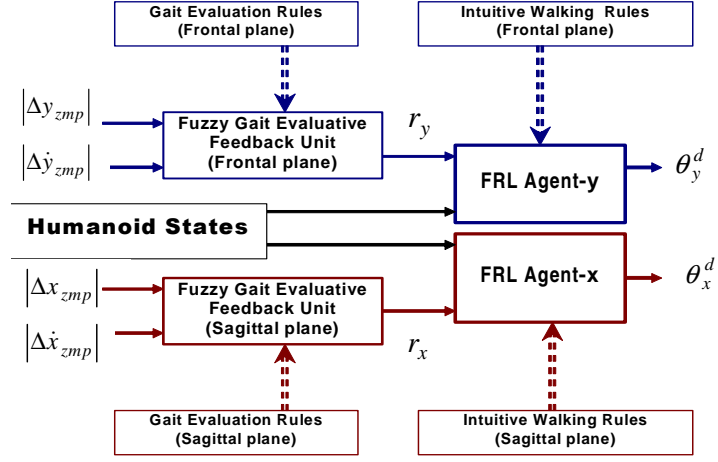 Gait Evaluation Rules
(Frontal plane)
Intuitive Walking Rules
(Frontal plane)
|Δy_zmp|
|Δẏ_zmp|
Fuzzy Gait Evaluative
Feedback Unit
(Frontal plane)
r_y
FRL Agent-y
θ_y^d
Humanoid States
|Δx_zmp|
|Δẋ_zmp|
Fuzzy Gait Evaluative
Feedback Unit
(Sagittal plane)
r_x
FRL Agent-x
θ_x^d
Gait Evaluation Rules
(Sagittal plane)
Intuitive Walking Rules
(Sagittal plane)